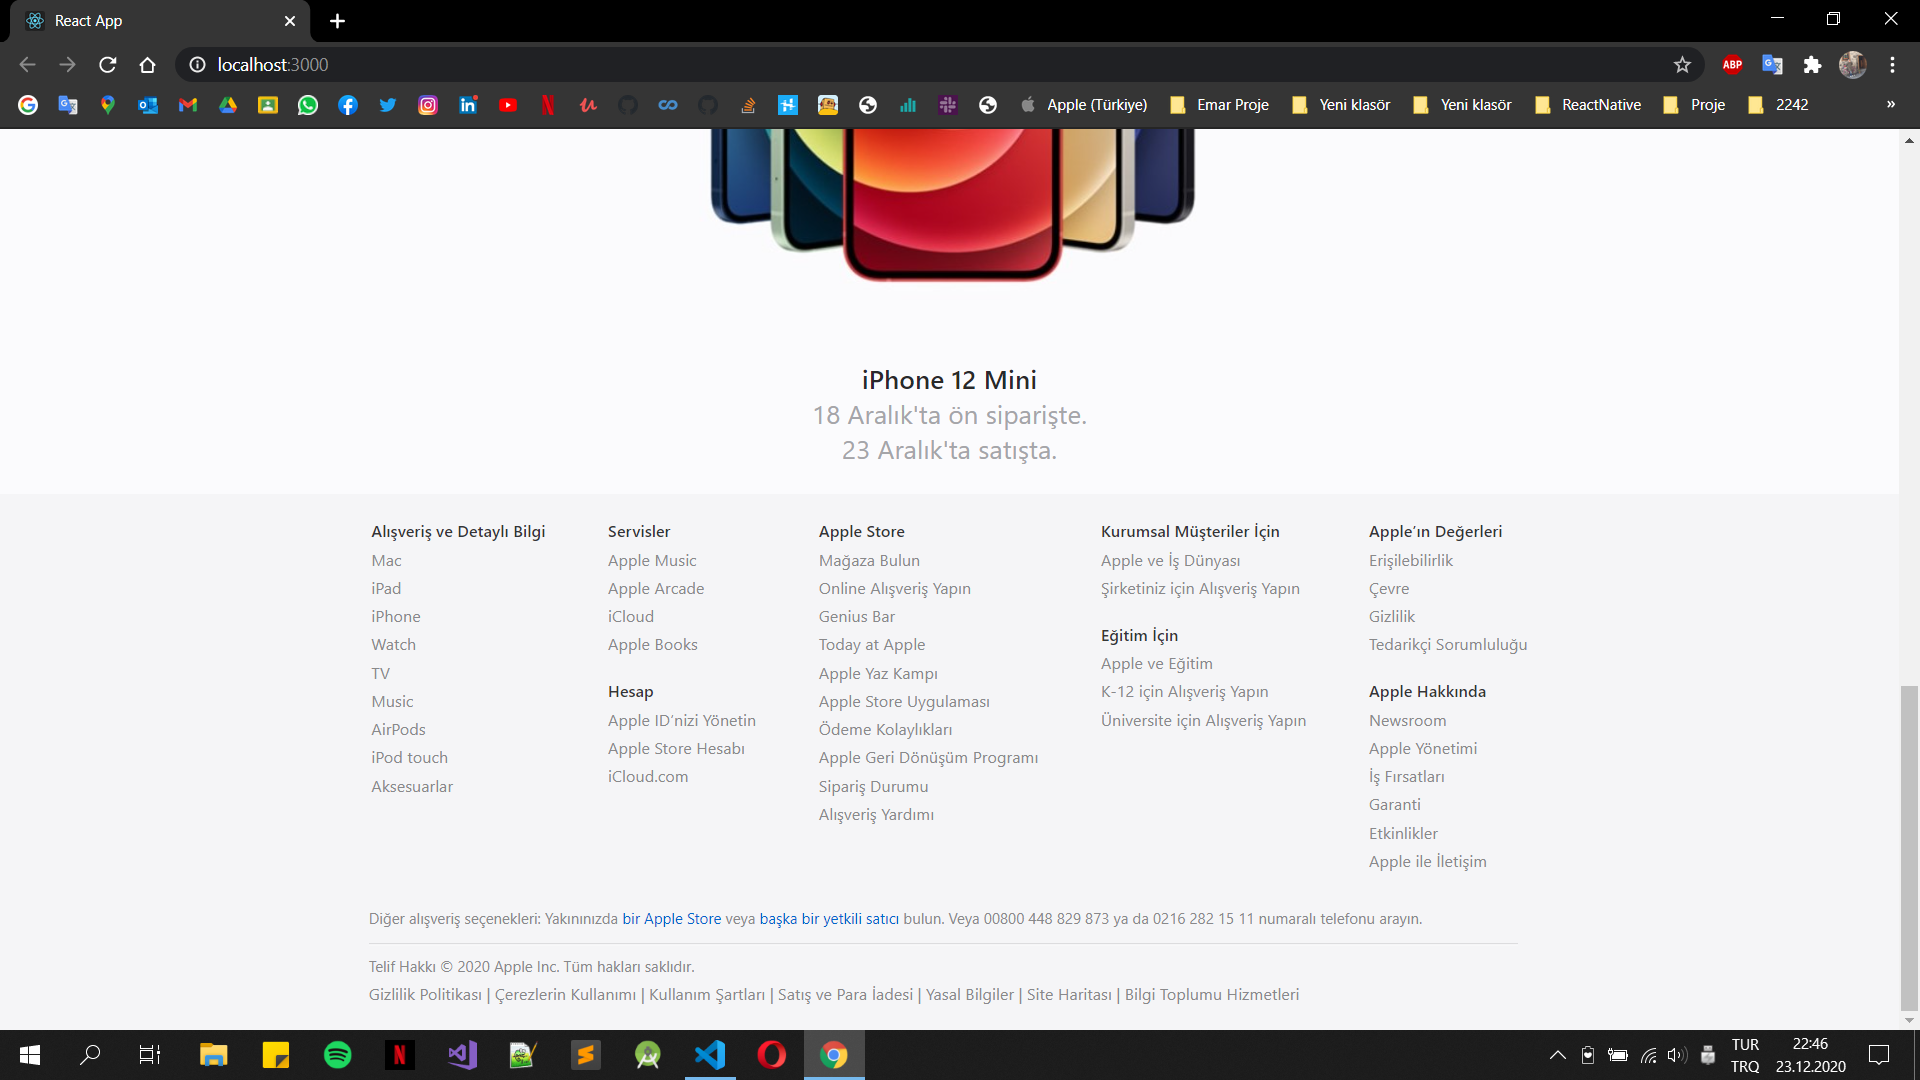 React App
localhost:3000
ABP
Apple (Türkiye)
Emar Proje
Yeni klasör
Yeni klasör
ReactNative
Proje
2242
»
iPhone 12 Mini
18 Aralık'ta ön siparişte.
23 Aralık'ta satışta.
Alışveriş ve Detaylı Bilgi
Mac
iPad
iPhone
Watch
TV
Music
AirPods
iPod touch
Aksesuarlar
Servisler
Apple Music
Apple Arcade
iCloud
Apple Books
Hesap
Apple ID’nizi Yönetin
Apple Store Hesabı
iCloud.com
Apple Store
Mağaza Bulun
Online Alışveriş Yapın
Genius Bar
Today at Apple
Apple Yaz Kampı
Apple Store Uygulaması
Ödeme Kolaylıkları
Apple Geri Dönüşüm Programı
Sipariş Durumu
Alışveriş Yardımı
Kurumsal Müşteriler İçin
Apple ve İş Dünyası
Şirketiniz için Alışveriş Yapın
Eğitim İçin
Apple ve Eğitim
K-12 için Alışveriş Yapın
Üniversite için Alışveriş Yapın
Apple’ın Değerleri
Erişilebilirlik
Çevre
Gizlilik
Tedarikçi Sorumluluğu
Apple Hakkında
Newsroom
Apple Yönetimi
İş Fırsatları
Garanti
Etkinlikler
Apple ile İletişim
Diğer alışveriş seçenekleri: Yakınınızda bir Apple Store veya başka bir yetkili satıcı bulun. Veya 00800 448 829 873 ya da 0216 282 15 11 numaralı telefonu arayın.
Telif Hakkı © 2020 Apple Inc. Tüm hakları saklıdır.
Gizlilik Politikası | Çerezlerin Kullanımı | Kullanım Şartları | Satış ve Para İadesi | Yasal Bilgiler | Site Haritası | Bilgi Toplumu Hizmetleri
TUR
TRQ
22:46
23.12.2020